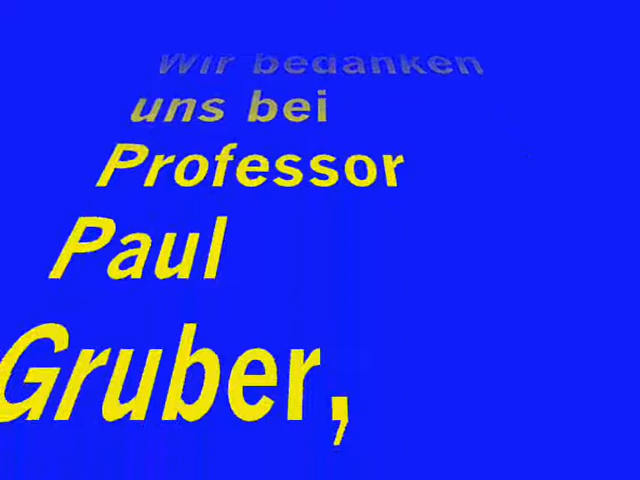 Wir bedanken
uns bei
Professor
Paul
Gruber,